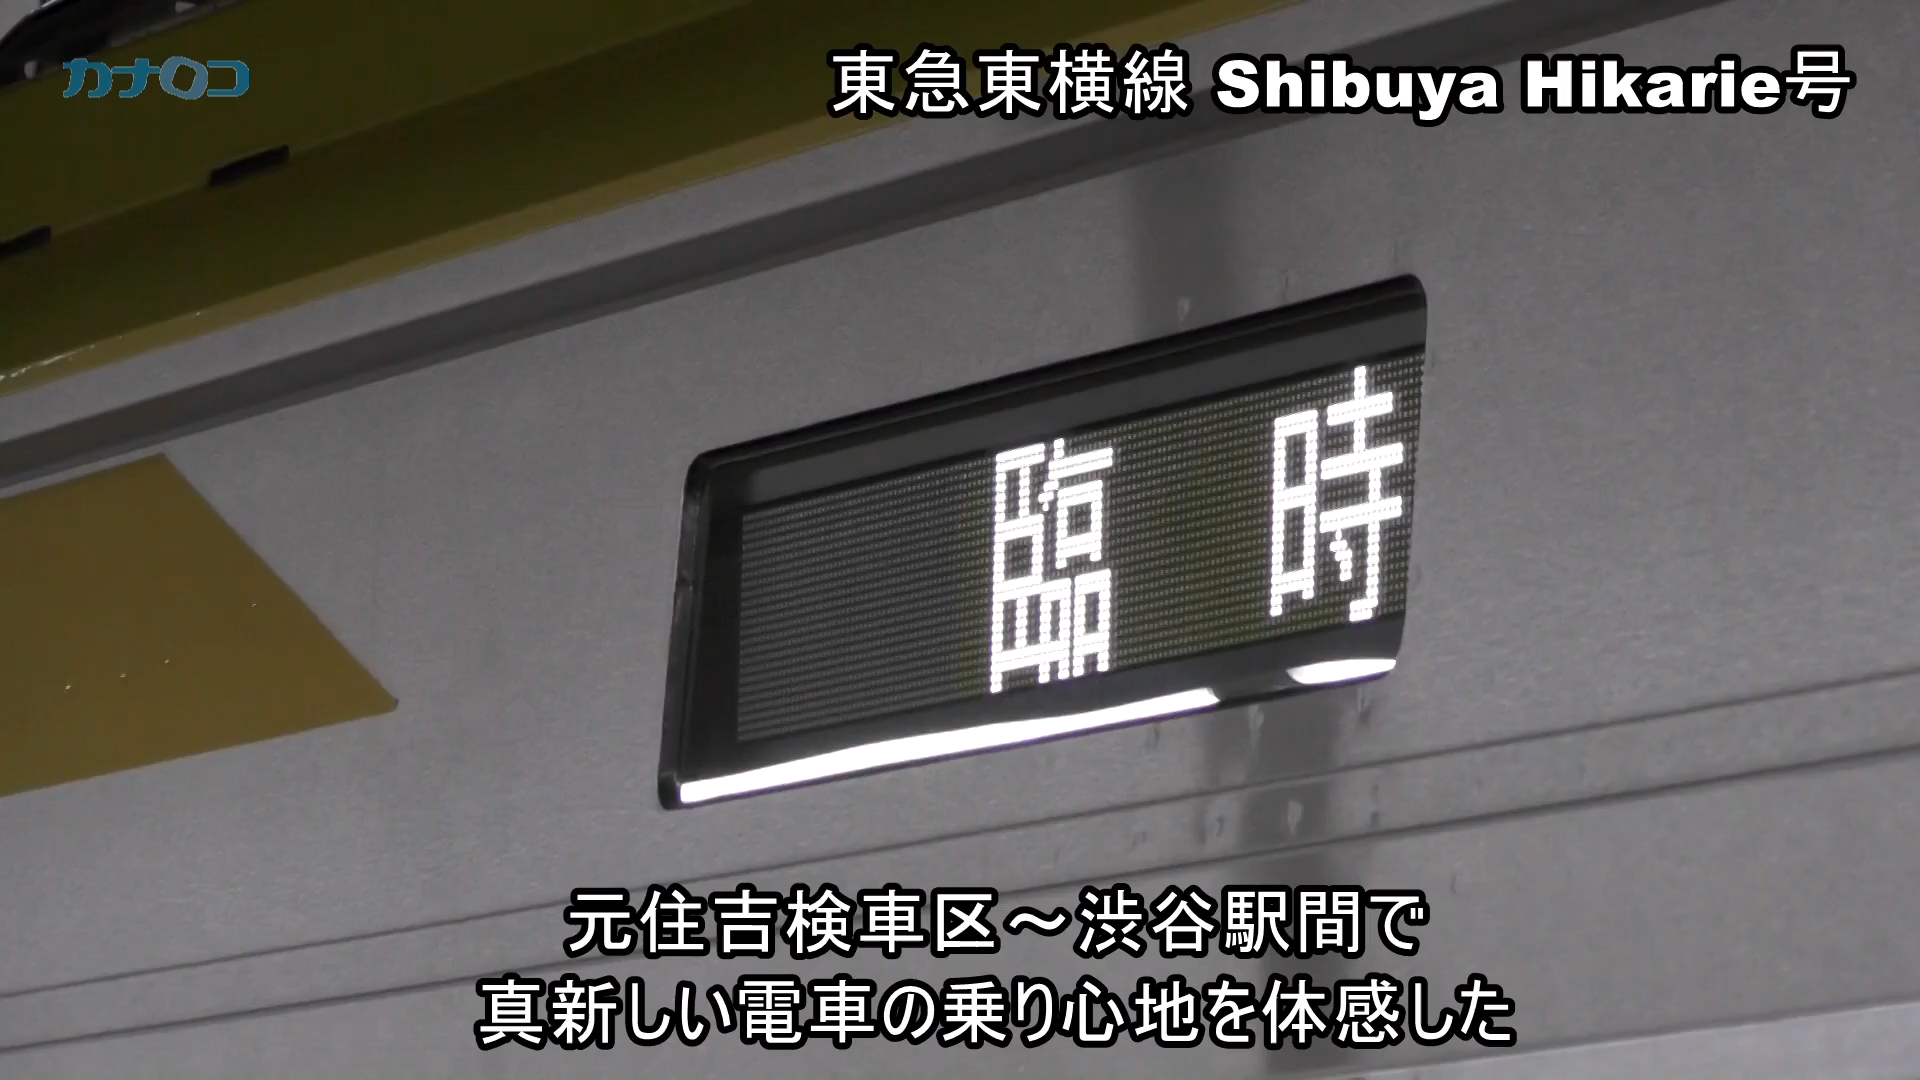 カナロコ
東急東横線 Shibuya Hikarie号
臨時
元住吉検車区～渋谷駅間で
真新しい電車の乗り心地を体感した